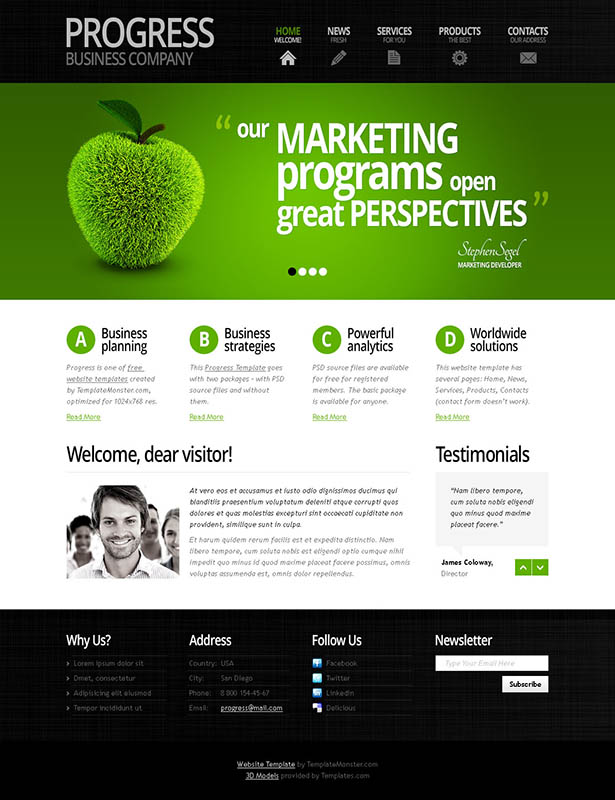 PROGRESS
BUSINESS COMPANY
HOME
WELCOME!
NEWS
FRESH
SERVICES
FOR YOU
PRODUCTS
THE BEST
CONTACTS
OUR ADDRESS
“ our MARKETING
programs open
great PERSPECTIVES ”
StephenSegel
MARKETING DEVELOPER
A
Business
planning
Progress is one of free
website templates created
by TemplateMonster.com,
optimized for 1024x768 res.
Read More
B
Business
strategies
This Progress Template goes
with two packages - with PSD
source files and without
them.
Read More
C
Powerful
analytics
PSD source files are available
for free for registered
members. The basic package
is available for anyone.
Read More
D
Worldwide
solutions
This website template has
several pages: Home, News,
Services, Products, Contacts
(contact form doesn't work).
Read More
Welcome, dear visitor!
At vero eos et accusamus et iusto odio dignissimos ducimus qui
blanditiis praesentium voluptatum deleniti atque corrupti quos
dolores et quas molestias excepturi sint occaecati cupiditate non
provident, similique sunt in culpa.
Et harum quidem rerum facilis est et expedita distinctio. Nam
libero tempore, cum soluta nobis est eligendi optio cumque nihil
impedit quo minus id quod maxime placeat facere possimus, omnis
voluptas assumenda est, omnis dolor repellendus.
Testimonials
“Nam libero tempore,
cum soluta nobis eligendi
quo minus quod maxime
placeat facere.”
James Coloway,
Director
Why Us?
Lorem ipsum dolor sit
Dmet, consectetur
Adipisicing elit eiusmod
Tempor incididunt ut
Address
Country: USA
City: San Diego
Phone: 8 800 154-45-67
Email: progress@mail.com
Follow Us
Facebook
Twitter
LinkedIn
Delicious
Newsletter
Type Your Email Here
Subscribe
Website Template by TemplateMonster.com
3D Models provided by Templates.com